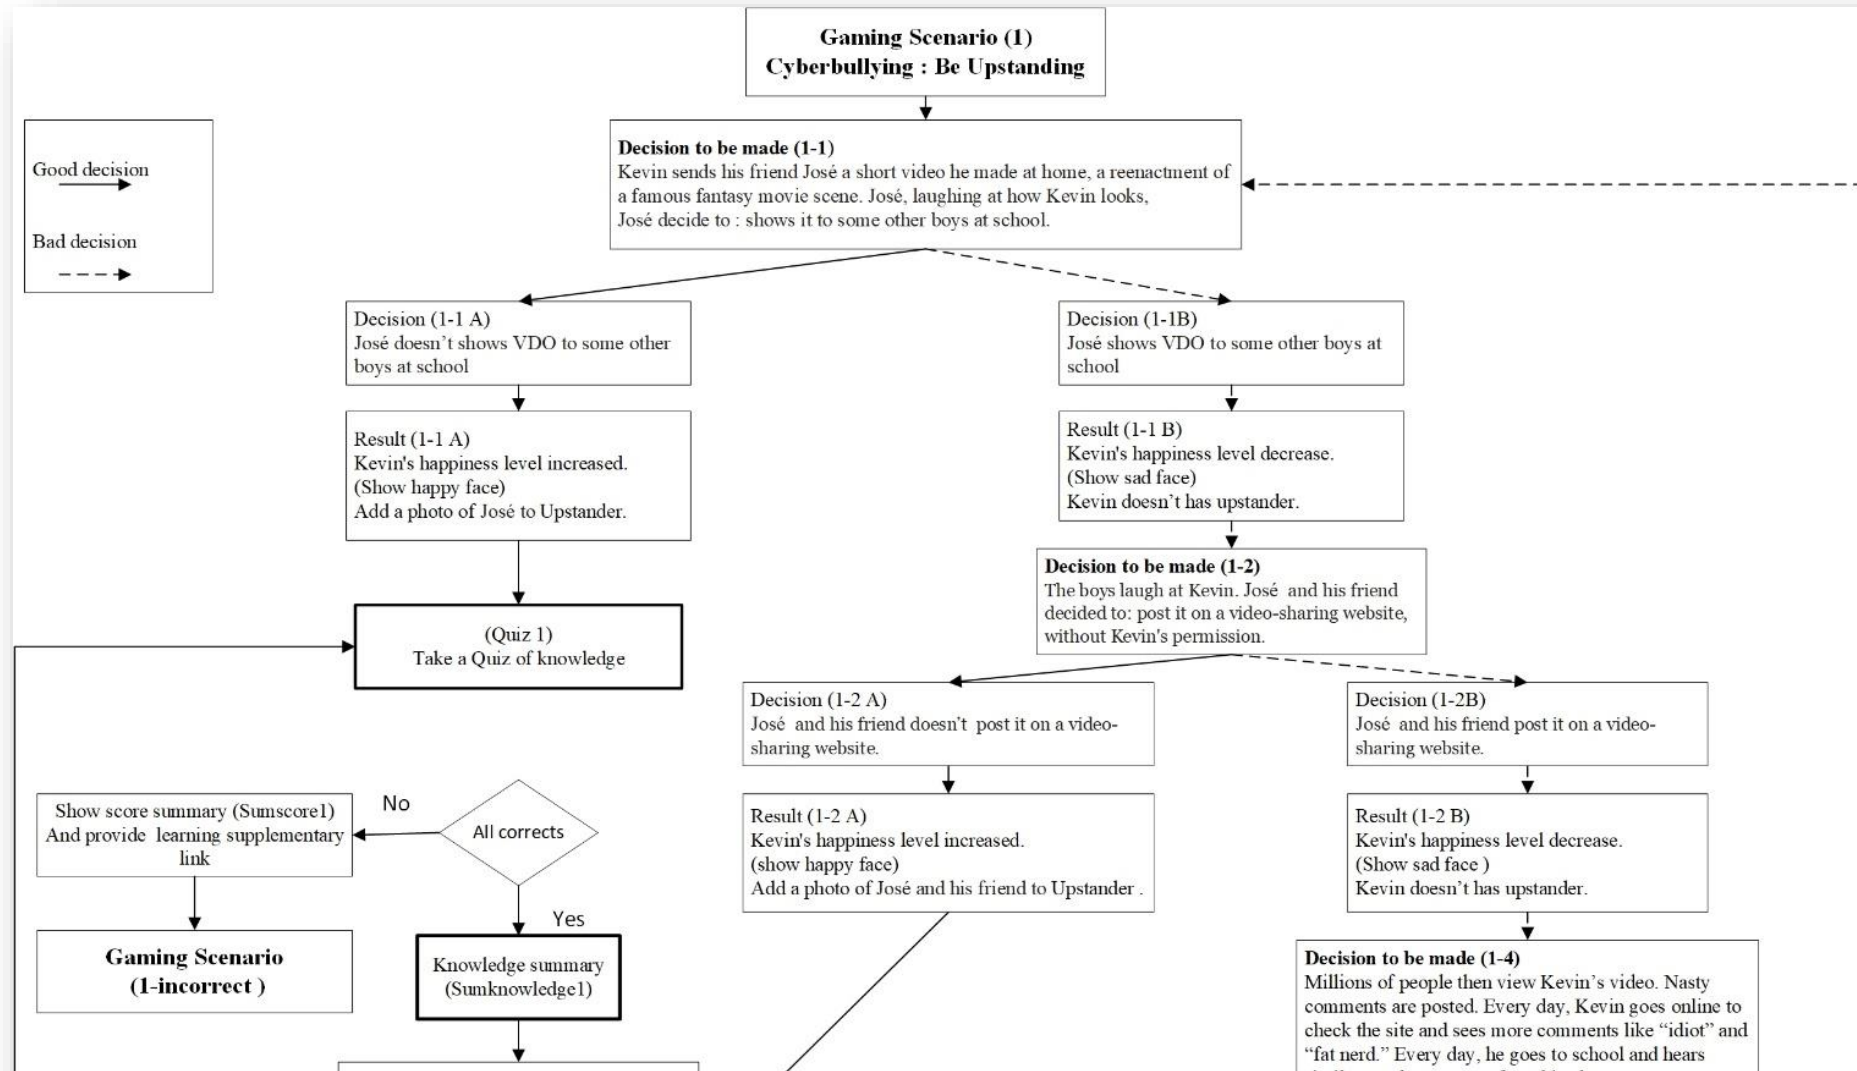 Gaming Scenario (1)
Cyberbullying : Be Upstanding
Good decision
Bad decision
Decision to be made (1-1)
Kevin sends his friend José a short video he made at home, a reenactment of
a famous fantasy movie scene. José, laughing at how Kevin looks,
José decide to : shows it to some other boys at school.
Decision (1-1 A)
José doesn't shows VDO to some other
boys at school
Decision (1-1B)
José shows VDO to some other boys at
school
Result (1-1 A)
Kevin's happiness level increased.
(Show happy face)
Add a photo of José to Upstander.
Result (1-1 B)
Kevin's happiness level decrease.
(Show sad face)
Kevin doesn't has upstander.
Decision to be made (1-2)
The boys laugh at Kevin. José  and his friend
decided to: post it on a video-sharing website,
without Kevin's permission.
(Quiz 1)
Take a Quiz of knowledge
Decision (1-2 A)
José  and his friend doesn't  post it on a video-
sharing website.
Decision (1-2B)
José  and his friend post it on a video-
sharing website.
Show score summary (Sumscore1)
And provide  learning supplementary
link
No
All corrects
Yes
Result (1-2 A)
Kevin's happiness level increased.
(show happy face)
Add a photo of José and his friend to Upstander .
Result (1-2 B)
Kevin's happiness level decrease.
(Show sad face )
Kevin doesn't has upstander.
Gaming Scenario
(1-incorrect )
Knowledge summary
(Sumknowledge1)
Decision to be made (1-4)
Millions of people then view Kevin's video. Nasty
comments are posted. Every day, Kevin goes online to
check the site and sees more comments like “idiot” and
“fat nerd.” Every day, he goes to school and hears